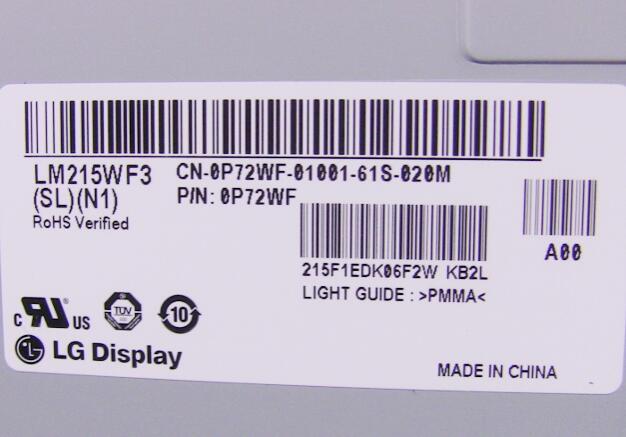 LM215WF3
(SL)(N1)
RoHS Verified
CN-0P72WF-01001-61S-020M
P/N: 0P72WF
A00
215F1EDK06F2W KB2L
LIGHT GUIDE : >PMMA<
c RU US
TÜV
10
LG Display
MADE IN CHINA